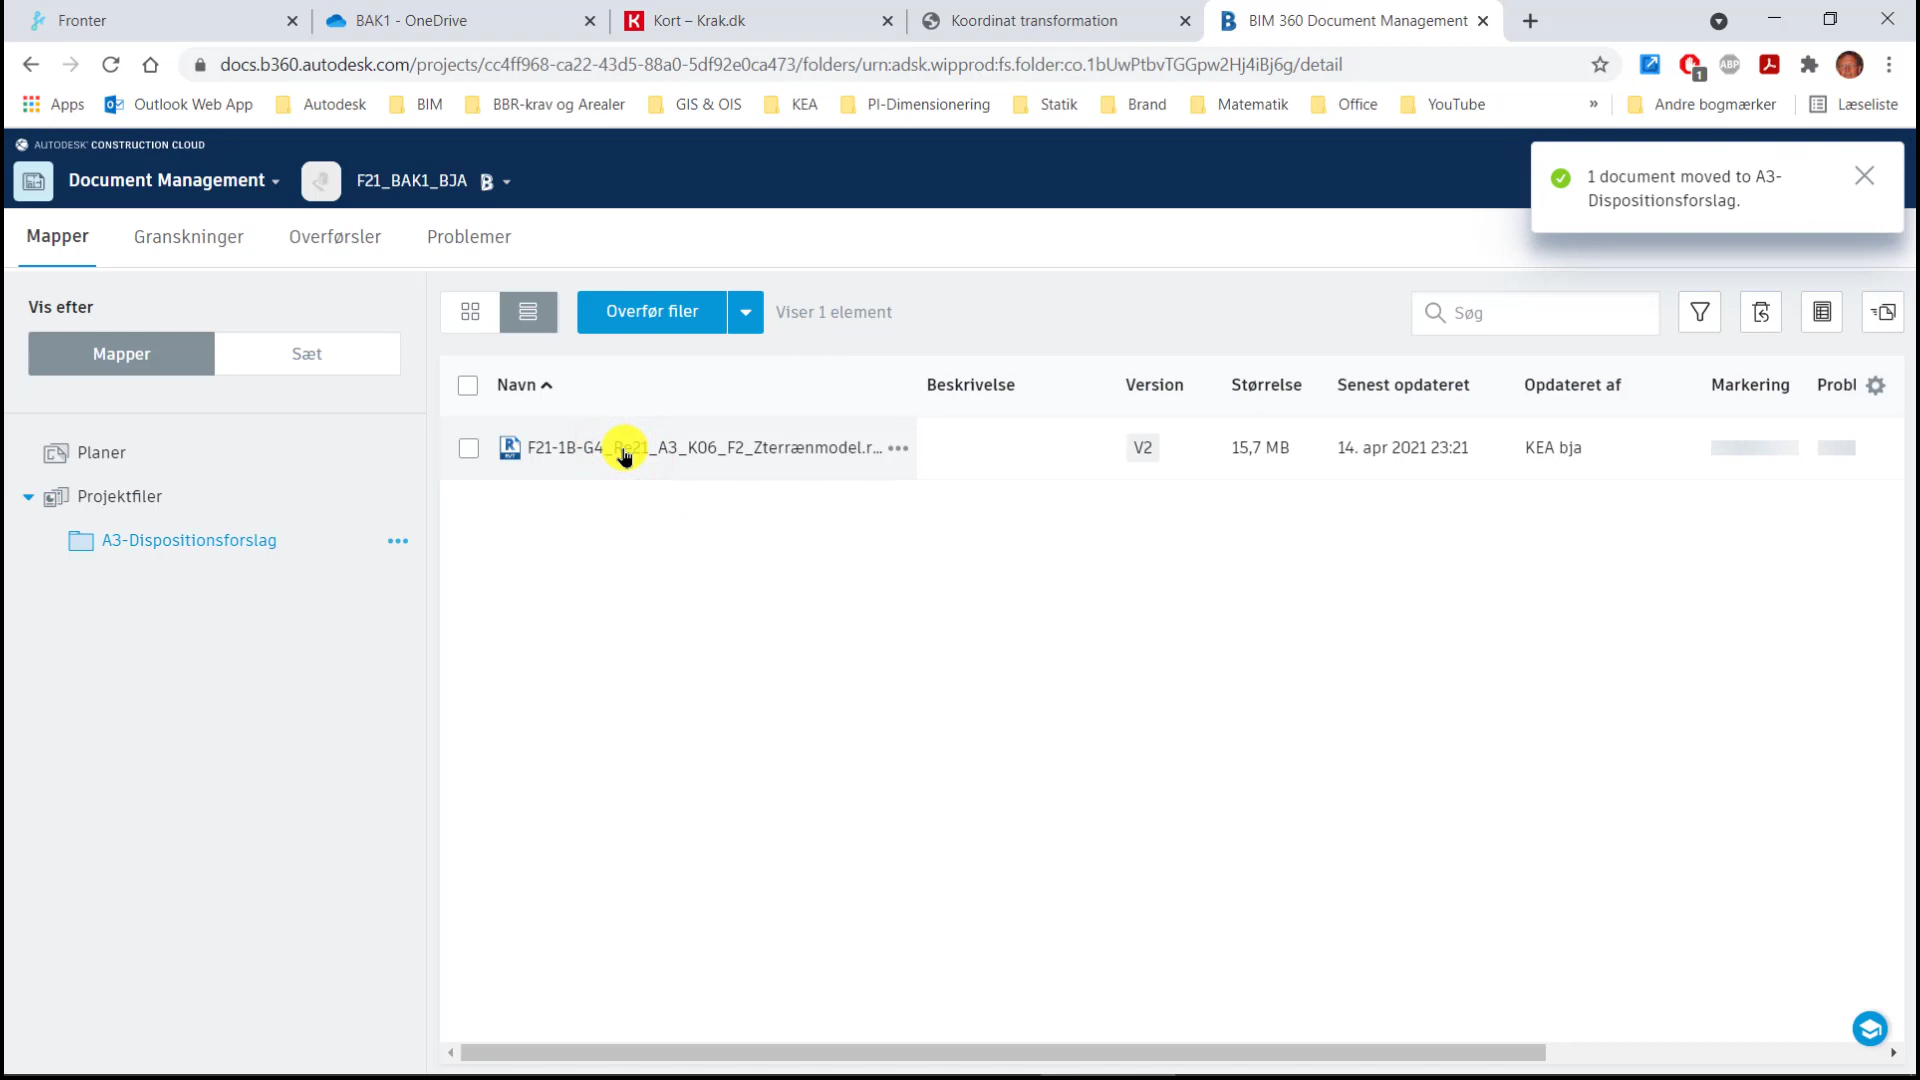 Fronter
BAK1 - OneDrive
Kort – Krak.dk
Koordinat transformation
BIM 360 Document Management
docs.b360.autodesk.com/projects/cc4ff968-ca22-43d5-88a0-5df92e0ca473/folders/urn:adsk.wipprod:fs.folder:co.1bUwPtbvTGGpw2Hj4iBj6g/detail
1
ABP
Apps
Outlook Web App
Autodesk
BIM
BBR-krav og Arealer
GIS & OIS
KEA
PI-Dimensionering
Statik
Brand
Matematik
Office
YouTube
»
Andre bogmærker
Læseliste
AUTODESK® CONSTRUCTION CLOUD
Document Management
F21_BAK1_BJA
1 document moved to A3-
Dispositionsforslag.
Mapper
Granskninger
Overførsler
Problemer
Vis efter
Mapper
Sæt
Overfør filer
Viser 1 element
Søg
Navn
Beskrivelse
Version
Størrelse
Senest opdateret
Opdateret af
Markering
Probl
F21-1B-G4_Re21_A3_K06_F2_Zterrænmodel.r...
V2
15,7 MB
14. apr 2021 23:21
KEA bja
Planer
Projektfiler
A3-Dispositionsforslag